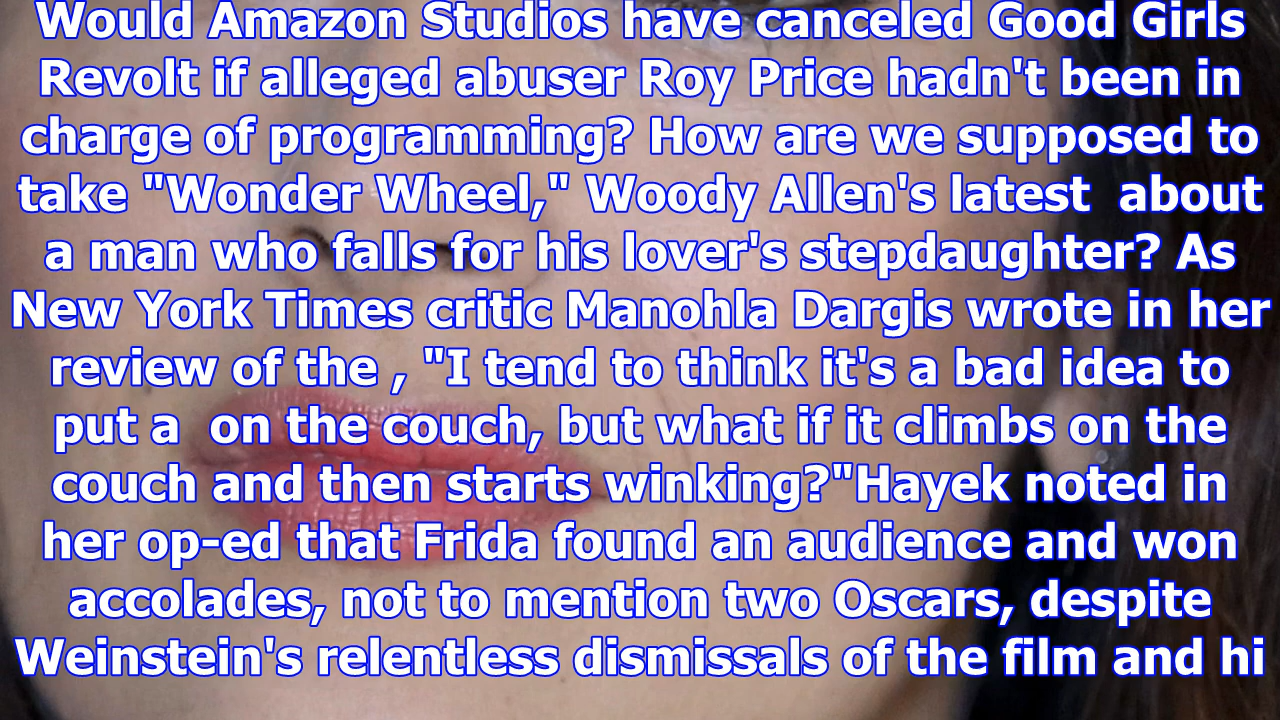 Would Amazon Studios have canceled Good Girls
Revolt if alleged abuser Roy Price hadn't been in
charge of programming? How are we supposed to
take "Wonder Wheel," Woody Allen's latest  about
a man who falls for his lover's stepdaughter? As
New York Times critic Manohla Dargis wrote in her
review of the , "I tend to think it's a bad idea to
put a  on the couch, but what if it climbs on the
couch and then starts winking?"Hayek noted in
her op-ed that Frida found an audience and won
accolades, not to mention two Oscars, despite
Weinstein's relentless dismissals of the film and hi